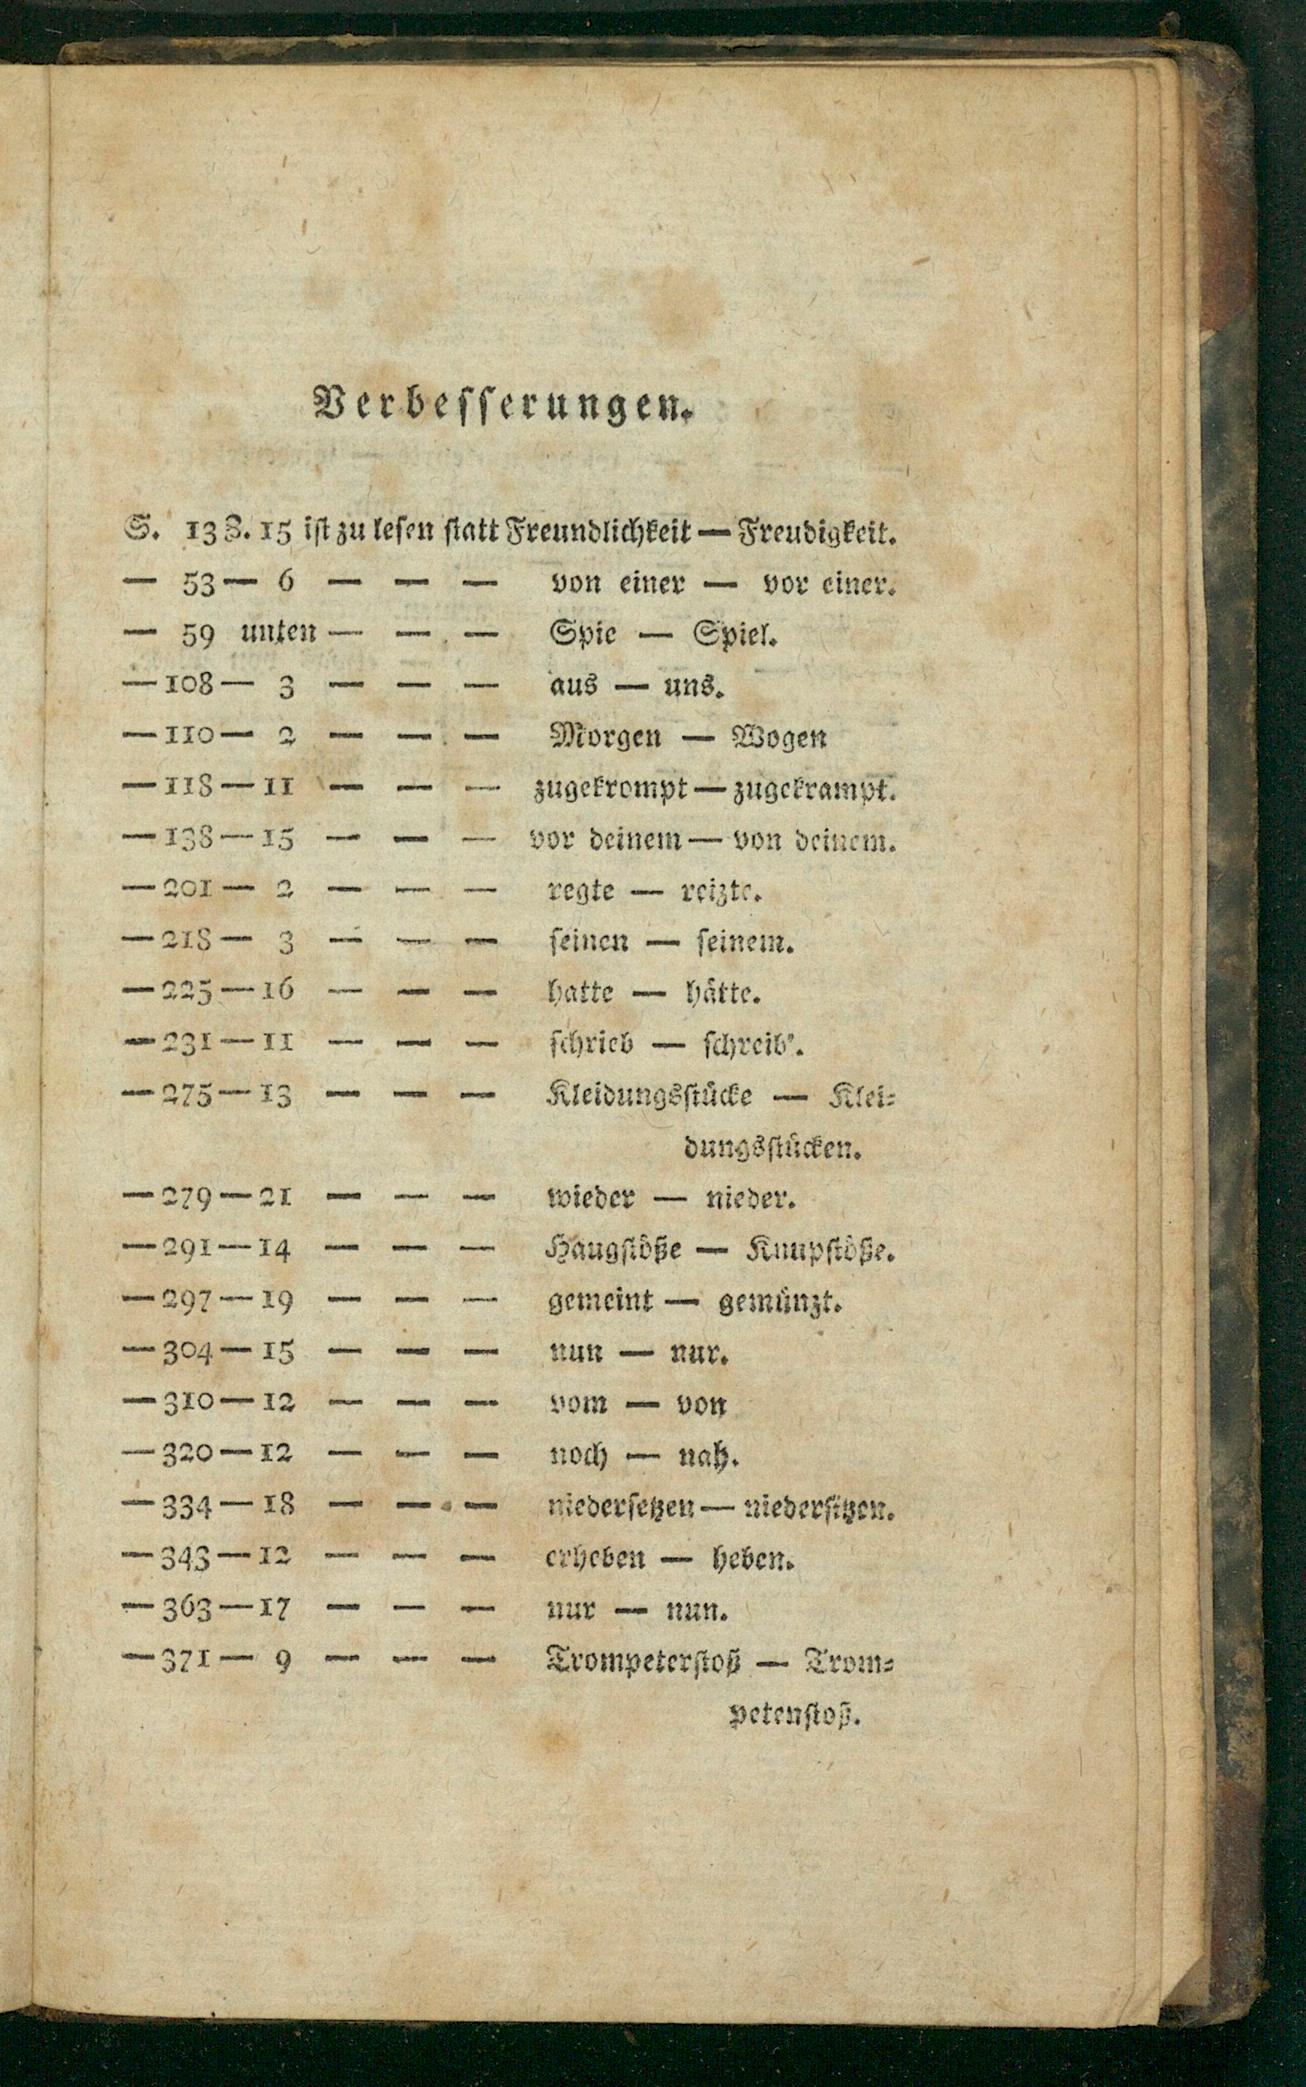 Verbesserungen.
S. 13 Z. 15 ist zu lesen statt Freundlichkeit — Freudigkeit.
— 53 — 6 — — — von einer — vor einer.
— 59 unten — — — Spie — Spiel.
— 108 — 3 — — — aus — uns.
— 110 — 2 — — — Morgen — Wogen
— 118 — 11 — — — zugekrompt — zugekrampt.
— 138 — 15 — — — vor deinem — von deinem.
— 201 — 2 — — — regte — reizte.
— 218 — 3 — — — seinen — seinem.
— 225 — 16 — — — hatte — hätte.
— 231 — 11 — — — schrieb — schreib'.
— 275 — 13 — — — Kleidungsstücke — Klei-
dungsstücken.
— 279 — 21 — — — wieder — nieder.
— 291 — 14 — — — Haugstöße — Knupstöße.
— 297 — 19 — — — gemeint — gemünzt.
— 304 — 15 — — — nun — nur.
— 310 — 12 — — — vom — von
— 320 — 12 — — — noch — nah.
— 334 — 18 — — — niedersetzen — niedersitzen.
— 343 — 12 — — — erheben — heben.
— 363 — 17 — — — nur — nun.
— 371 — 9 — — — Trompeterstoß — Trom-
petenstoß.